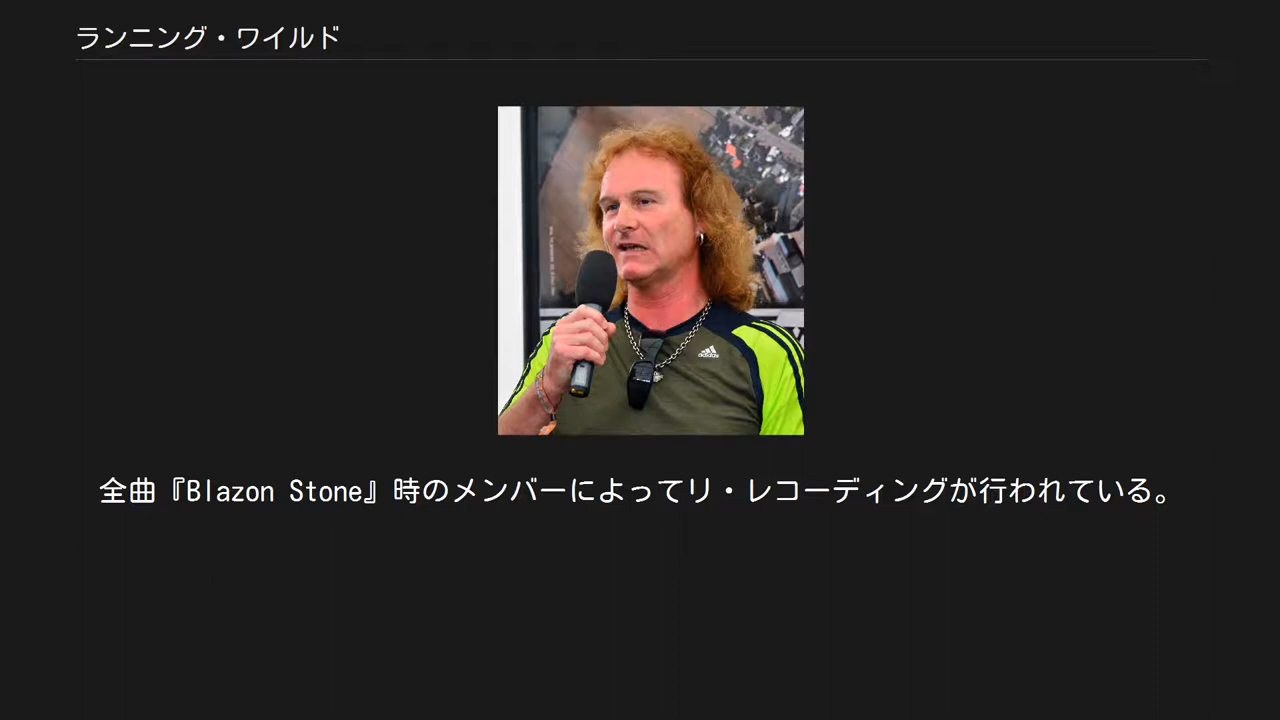 ランニング・ワイルド
adidas
全曲『Blazon Stone』時のメンバーによってリ・レコーディングが行われている。